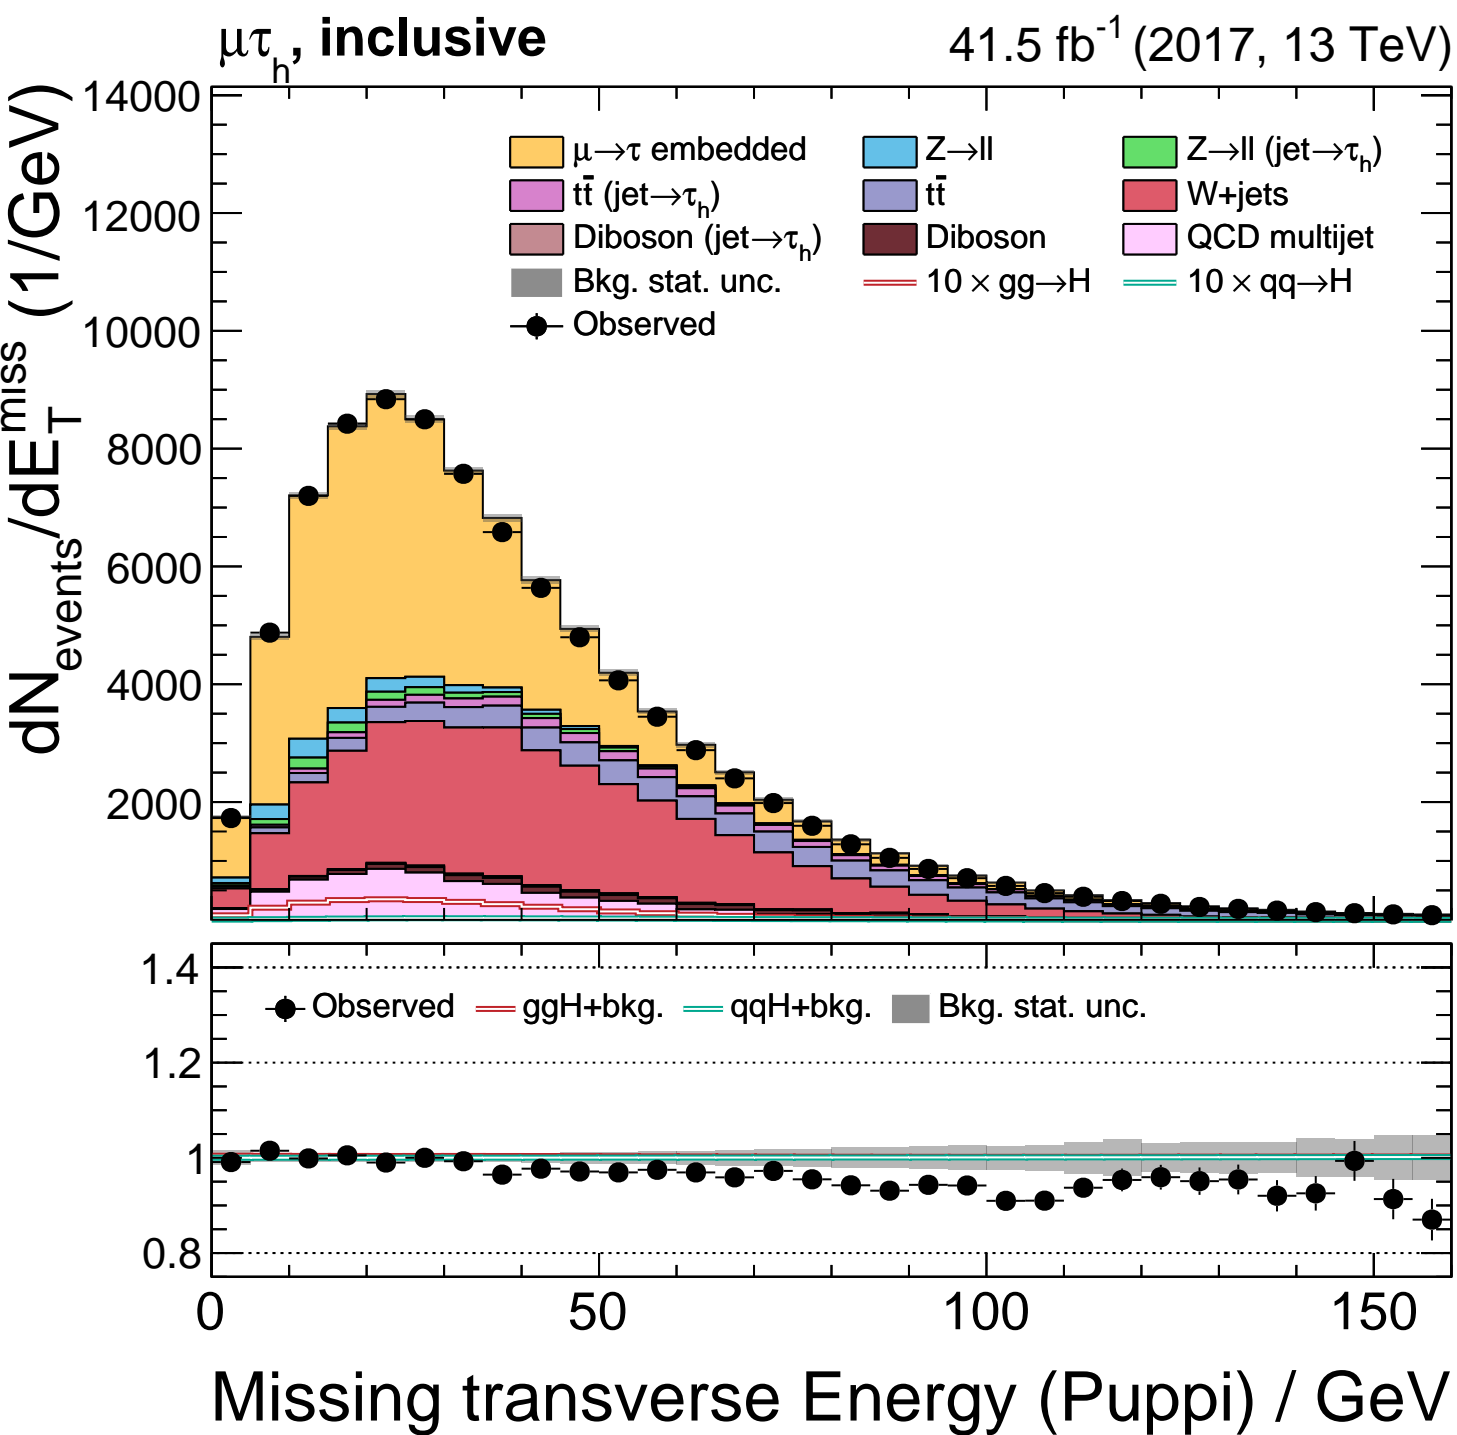 μτh, inclusive 41.5 fb-1 (2017, 13 TeV)
dNevents/dETmiss (1/GeV)
14000
12000
10000
8000
6000
4000
2000
μ→τ embedded Z→ll Z→ll (jet→τh)
tt̄ (jet→τh) tt̄ W+jets
Diboson (jet→τh) Diboson QCD multijet
Bkg. stat. unc. 10 × gg→H 10 × qq→H
Observed
1.4
1.2
1
0.8
Observed ggH+bkg. qqH+bkg. Bkg. stat. unc.
0 50 100 150
Missing transverse Energy (Puppi) / GeV